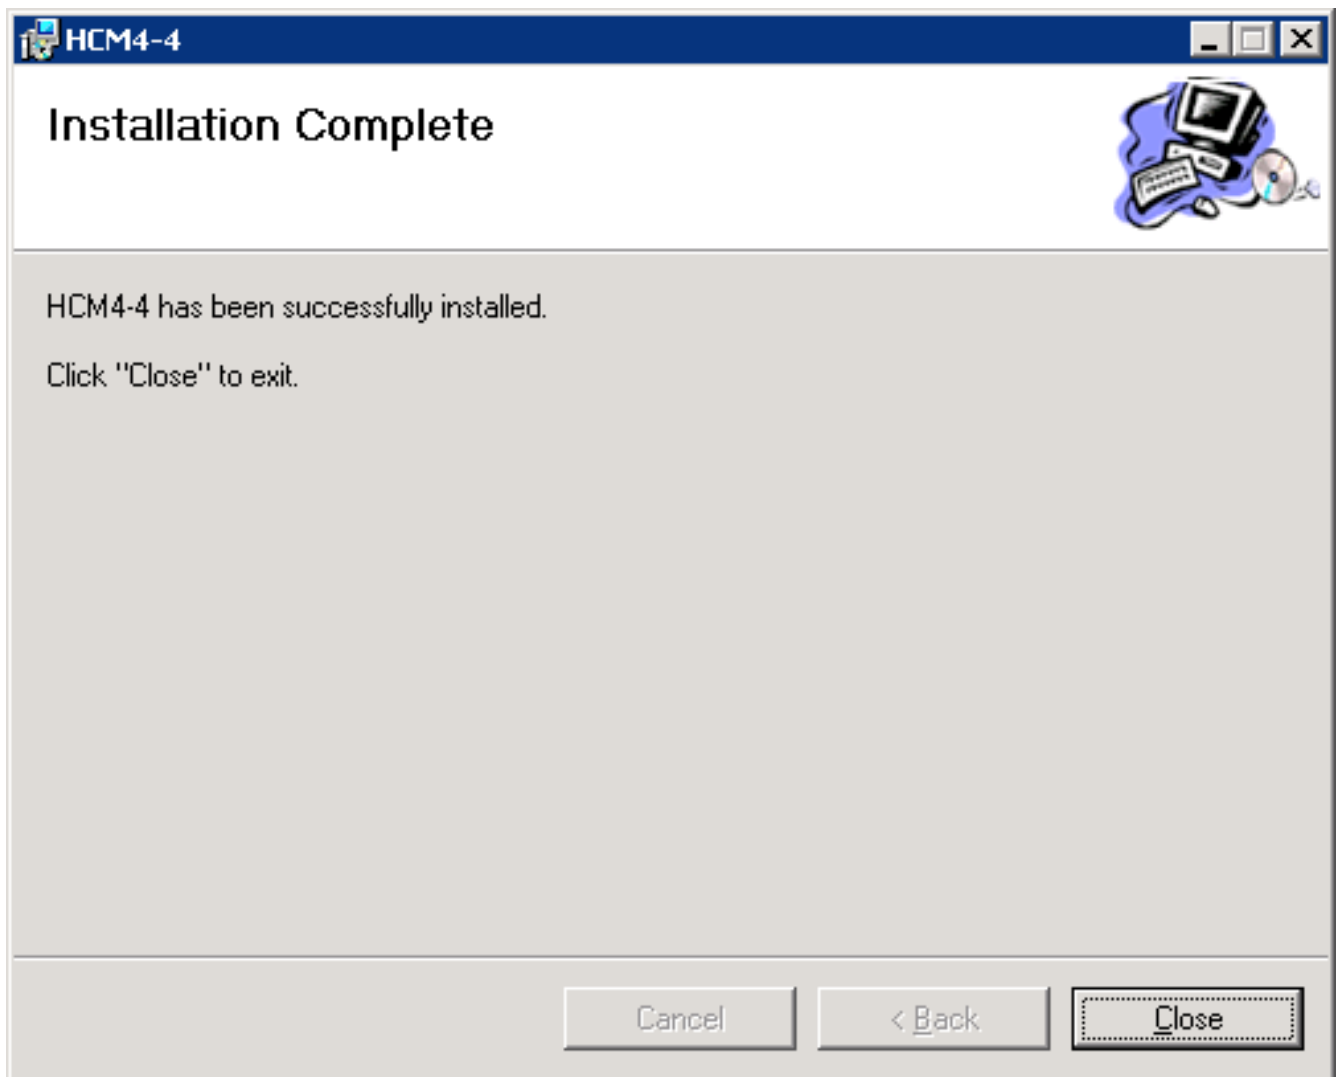 HCM4-4
Installation Complete
HCM4-4 has been successfully installed.
Click "Close" to exit.
Cancel
< Back
Close